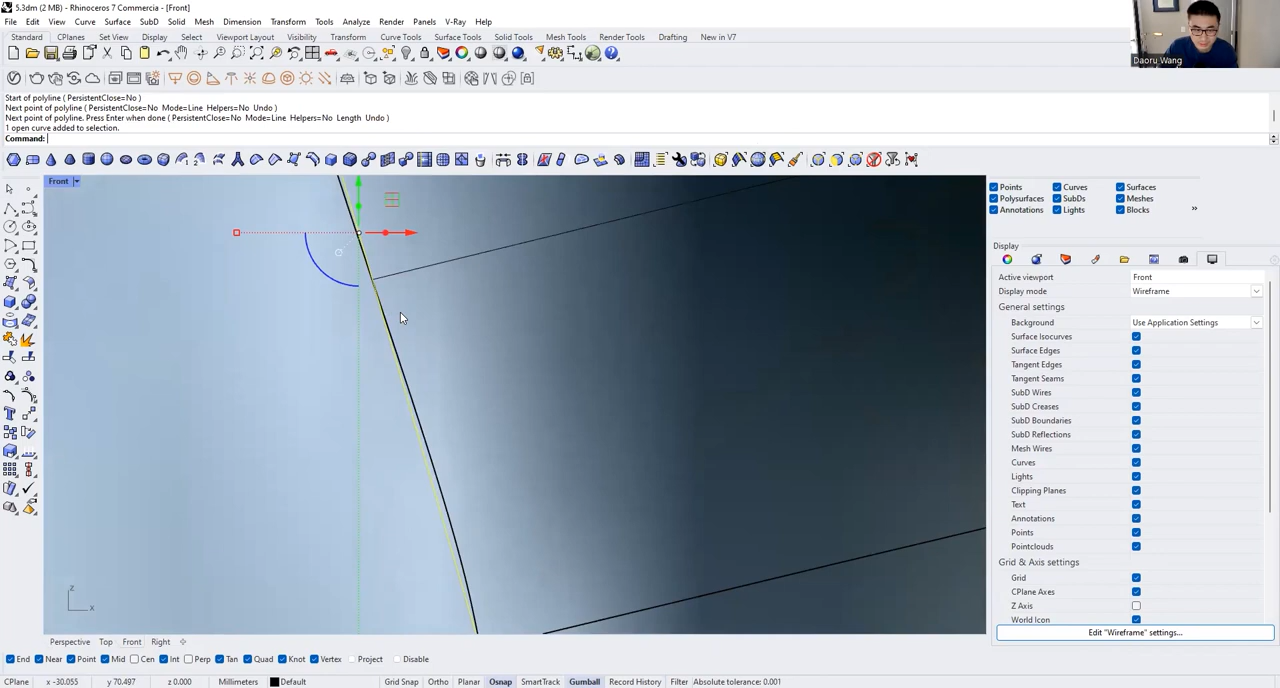 5.3dm (2 MB) - Rhinoceros 7 Commercia - [Front]
File Edit View Curve Surface SubD Solid Mesh Dimension Transform Tools Analyze Render Panels V-Ray Help
Standard CPlanes Set View Display Select Viewport Layout Visibility Transform Curve Tools Surface Tools Solid Tools Mesh Tools Render Tools Drafting New in V7
Daoru Wang
Start of polyline ( PersistentClose=No )
Next point of polyline ( PersistentClose=No Mode=Line Helpers=No Undo )
Next point of polyline. Press Enter when done ( PersistentClose=No Mode=Line Helpers=No Length Undo )
1 open curve added to selection.
Command:
Front
Points Curves Surfaces
Polysurfaces SubDs Meshes
Annotations Lights Blocks
Display
Active viewport Front
Display mode Wireframe
General settings
Background Use Application Settings
Surface Isocurves
Surface Edges
Tangent Edges
Tangent Seams
SubD Wires
SubD Creases
SubD Boundaries
SubD Reflections
Mesh Wires
Curves
Lights
Clipping Planes
Text
Annotations
Points
Pointclouds
Grid & Axis settings
Grid
CPlane Axes
Z Axis
World Icon
Edit "Wireframe" settings...
z
x
Perspective Top Front Right
End Near Point Mid Cen Int Perp Tan Quad Knot Vertex Project Disable
CPlane x -30.055 y 70.497 z 0.000 Millimeters Default Grid Snap Ortho Planar Osnap SmartTrack Gumball Record History Filter Absolute tolerance: 0.001